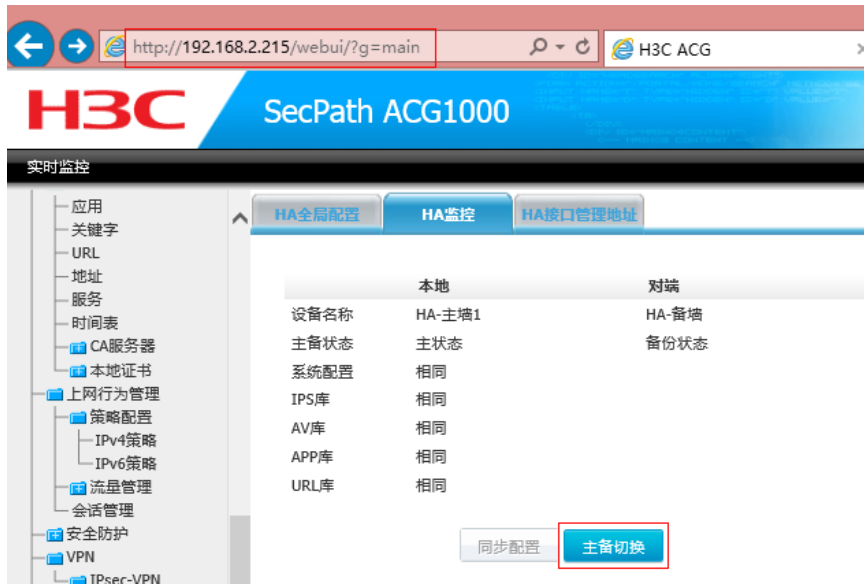 http://192.168.2.215/webui/?g=main
H3C ACG
H3C
SecPath ACG1000
实时监控
应用
关键字
URL
地址
服务
时间表
CA服务器
本地证书
上网行为管理
策略配置
IPv4策略
IPv6策略
流量管理
会话管理
安全防护
VPN
IPsec-VPN
HA全局配置 HA监控 HA接口管理地址
本地 对端
设备名称 HA-主墙1 HA-备墙
主备状态 主状态 备份状态
系统配置 相同
IPS库 相同
AV库 相同
APP库 相同
URL库 相同
同步配置 主备切换